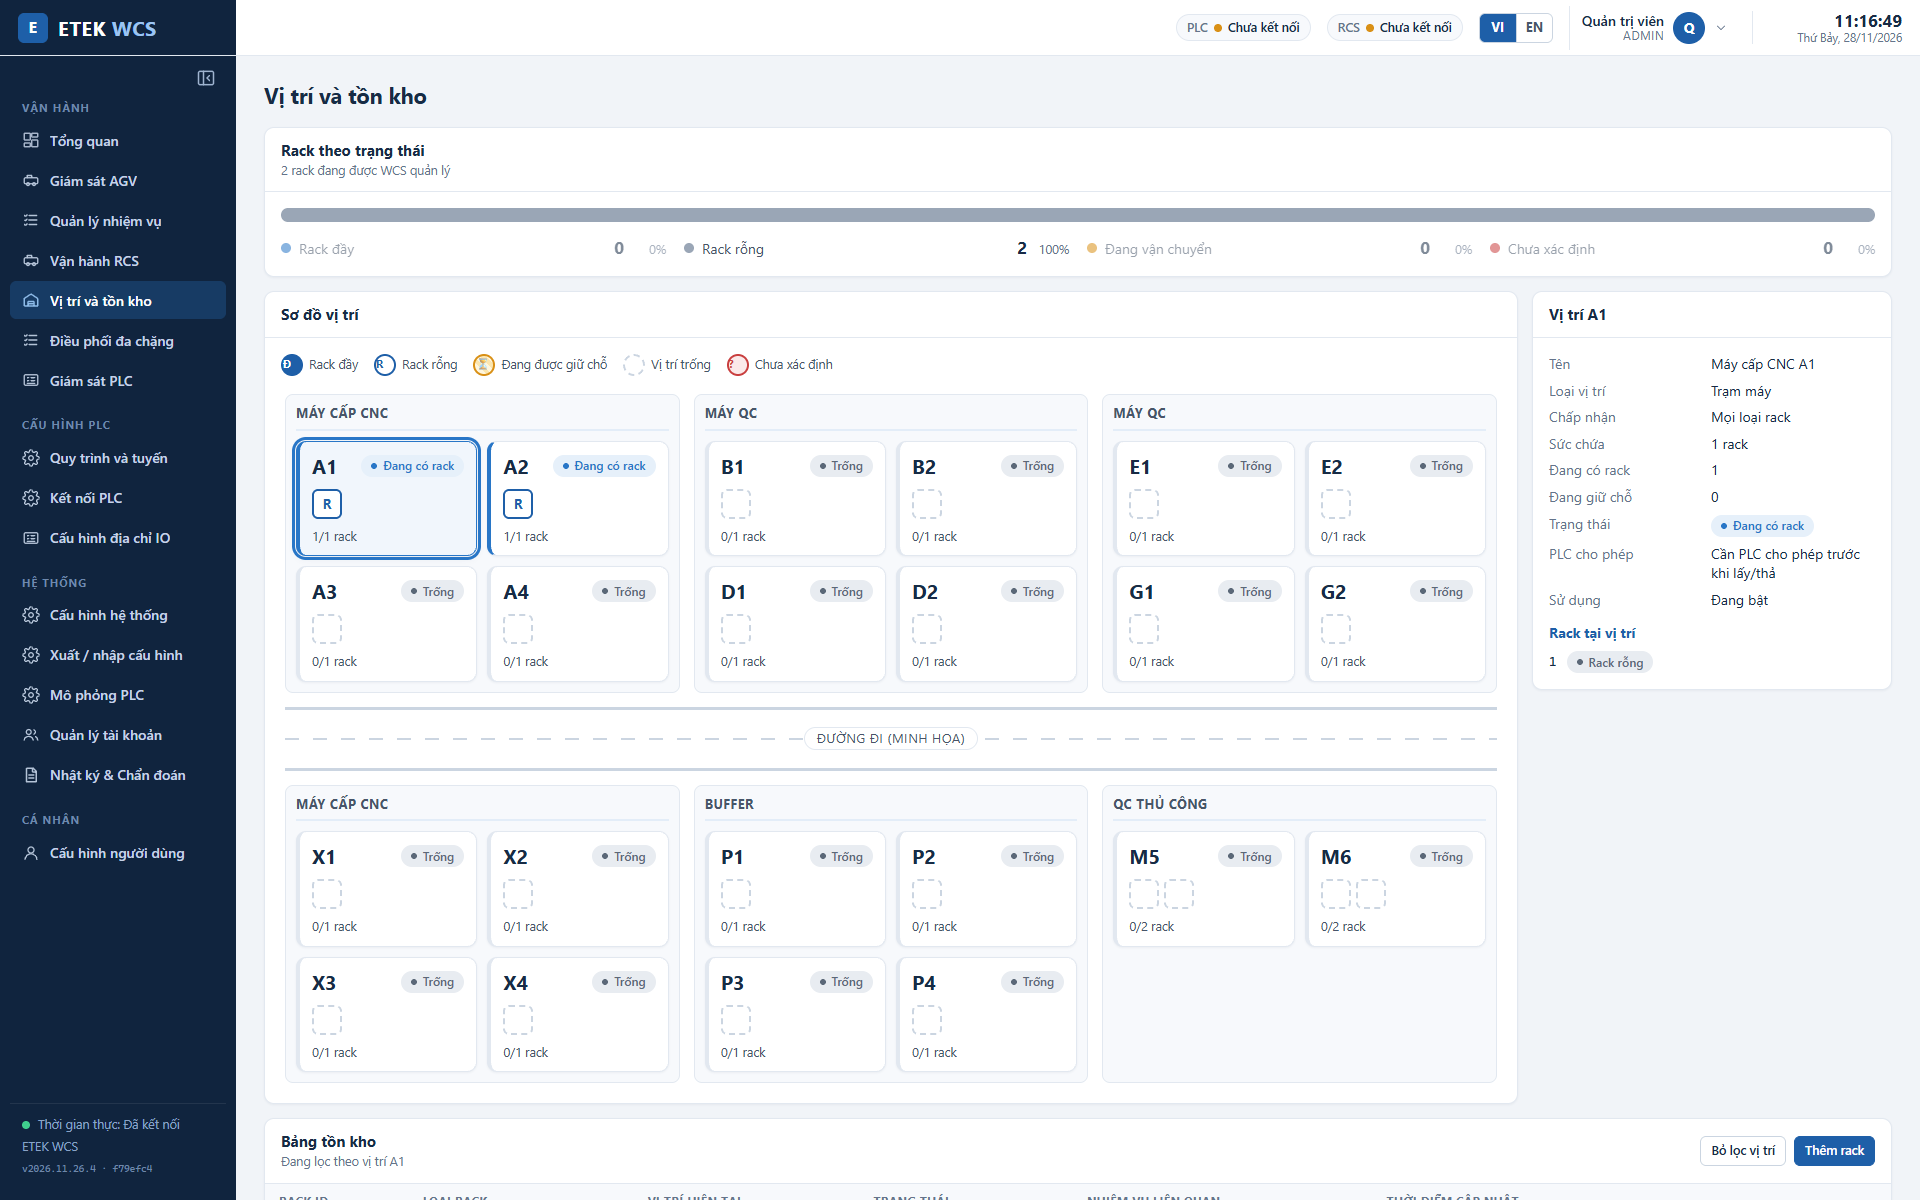 E ETEK WCS
PLC Chưa kết nối
RCS Chưa kết nối
VI EN
Quản trị viên
ADMIN
Q
11:16:49
Thứ Bảy, 28/11/2026
VẬN HÀNH
Tổng quan
Giám sát AGV
Quản lý nhiệm vụ
Vận hành RCS
Vị trí và tồn kho
Điều phối đa chặng
Giám sát PLC
CẤU HÌNH PLC
Quy trình và tuyến
Kết nối PLC
Cấu hình địa chỉ IO
HỆ THỐNG
Cấu hình hệ thống
Xuất / nhập cấu hình
Mô phỏng PLC
Quản lý tài khoản
Nhật ký & Chẩn đoán
CÁ NHÂN
Cấu hình người dùng
Thời gian thực: Đã kết nối
ETEK WCS
v2026.11.26.4 · f79efc4
Vị trí và tồn kho
Rack theo trạng thái
2 rack đang được WCS quản lý
Rack đầy 0 0%
Rack rỗng 2 100%
Đang vận chuyển 0 0%
Chưa xác định 0 0%
Sơ đồ vị trí
Đ Rack đầy
R Rack rỗng
Đang được giữ chỗ
Vị trí trống
? Chưa xác định
MÁY CẤP CNC
A1 Đang có rack
R
1/1 rack
A2 Đang có rack
R
1/1 rack
A3 Trống
0/1 rack
A4 Trống
0/1 rack
MÁY QC
B1 Trống
0/1 rack
B2 Trống
0/1 rack
D1 Trống
0/1 rack
D2 Trống
0/1 rack
MÁY QC
E1 Trống
0/1 rack
E2 Trống
0/1 rack
G1 Trống
0/1 rack
G2 Trống
0/1 rack
ĐƯỜNG ĐI (MINH HỌA)
MÁY CẤP CNC
X1 Trống
0/1 rack
X2 Trống
0/1 rack
X3 Trống
0/1 rack
X4 Trống
0/1 rack
BUFFER
P1 Trống
0/1 rack
P2 Trống
0/1 rack
P3 Trống
0/1 rack
P4 Trống
0/1 rack
QC THỦ CÔNG
M5 Trống
0/2 rack
M6 Trống
0/2 rack
Vị trí A1
Tên Máy cấp CNC A1
Loại vị trí Trạm máy
Chấp nhận Mọi loại rack
Sức chứa 1 rack
Đang có rack 1
Đang giữ chỗ 0
Trạng thái Đang có rack
PLC cho phép Cần PLC cho phép trước
khi lấy/thả
Sử dụng Đang bật
Rack tại vị trí
1 Rack rỗng
Bảng tồn kho
Đang lọc theo vị trí A1
Bỏ lọc vị trí
Thêm rack
RACK ID LOẠI RACK VỊ TRÍ HIỆN TẠI TRẠNG THÁI NHIỆM VỤ LIÊN QUAN THỜI ĐIỂM CẬP NHẬT